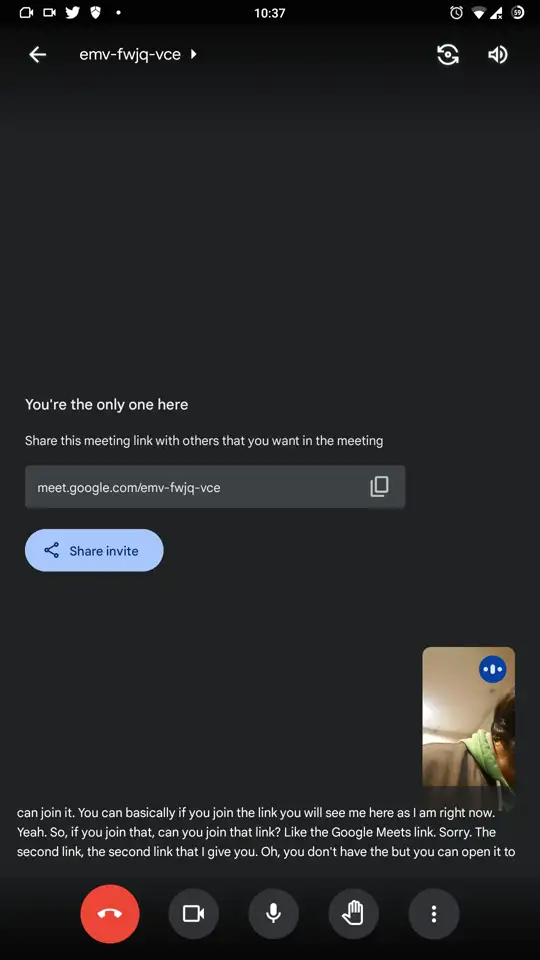 10:37
59
emv-fwjq-vce
You're the only one here
Share this meeting link with others that you want in the meeting
meet.google.com/emv-fwjq-vce
Share invite
can join it. You can basically if you join the link you will see me here as I am right now.
Yeah. So, if you join that, can you join that link? Like the Google Meets link. Sorry. The
second link, the second link that I give you. Oh, you don't have the but you can open it to